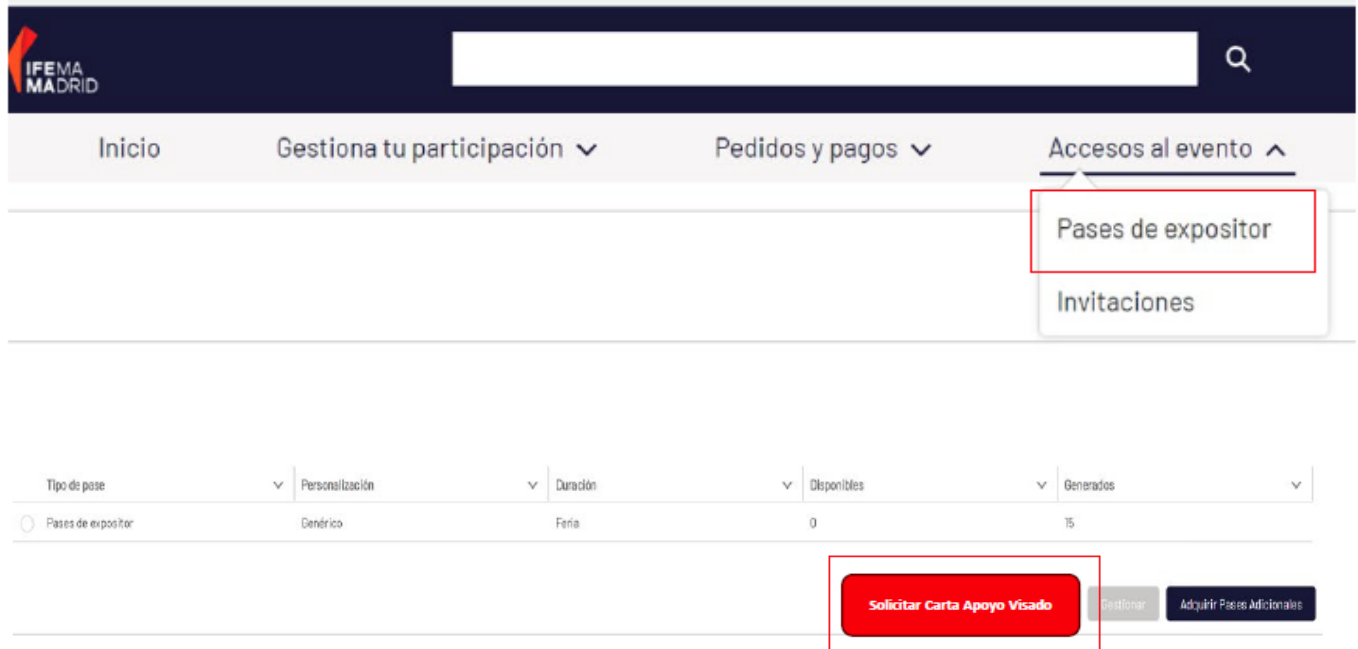 IFEMA
MADRID
Inicio
Gestiona tu participación
Pedidos y pagos
Accesos al evento
Pases de expositor
Invitaciones
Tipo de pase
Personalización
Duración
Disponibles
Generados
Pases de expositor
Genérico
Feria
0
15
Solicitar Carta Apoyo Visado
Gestionar
Adquirir Pases Adicionales